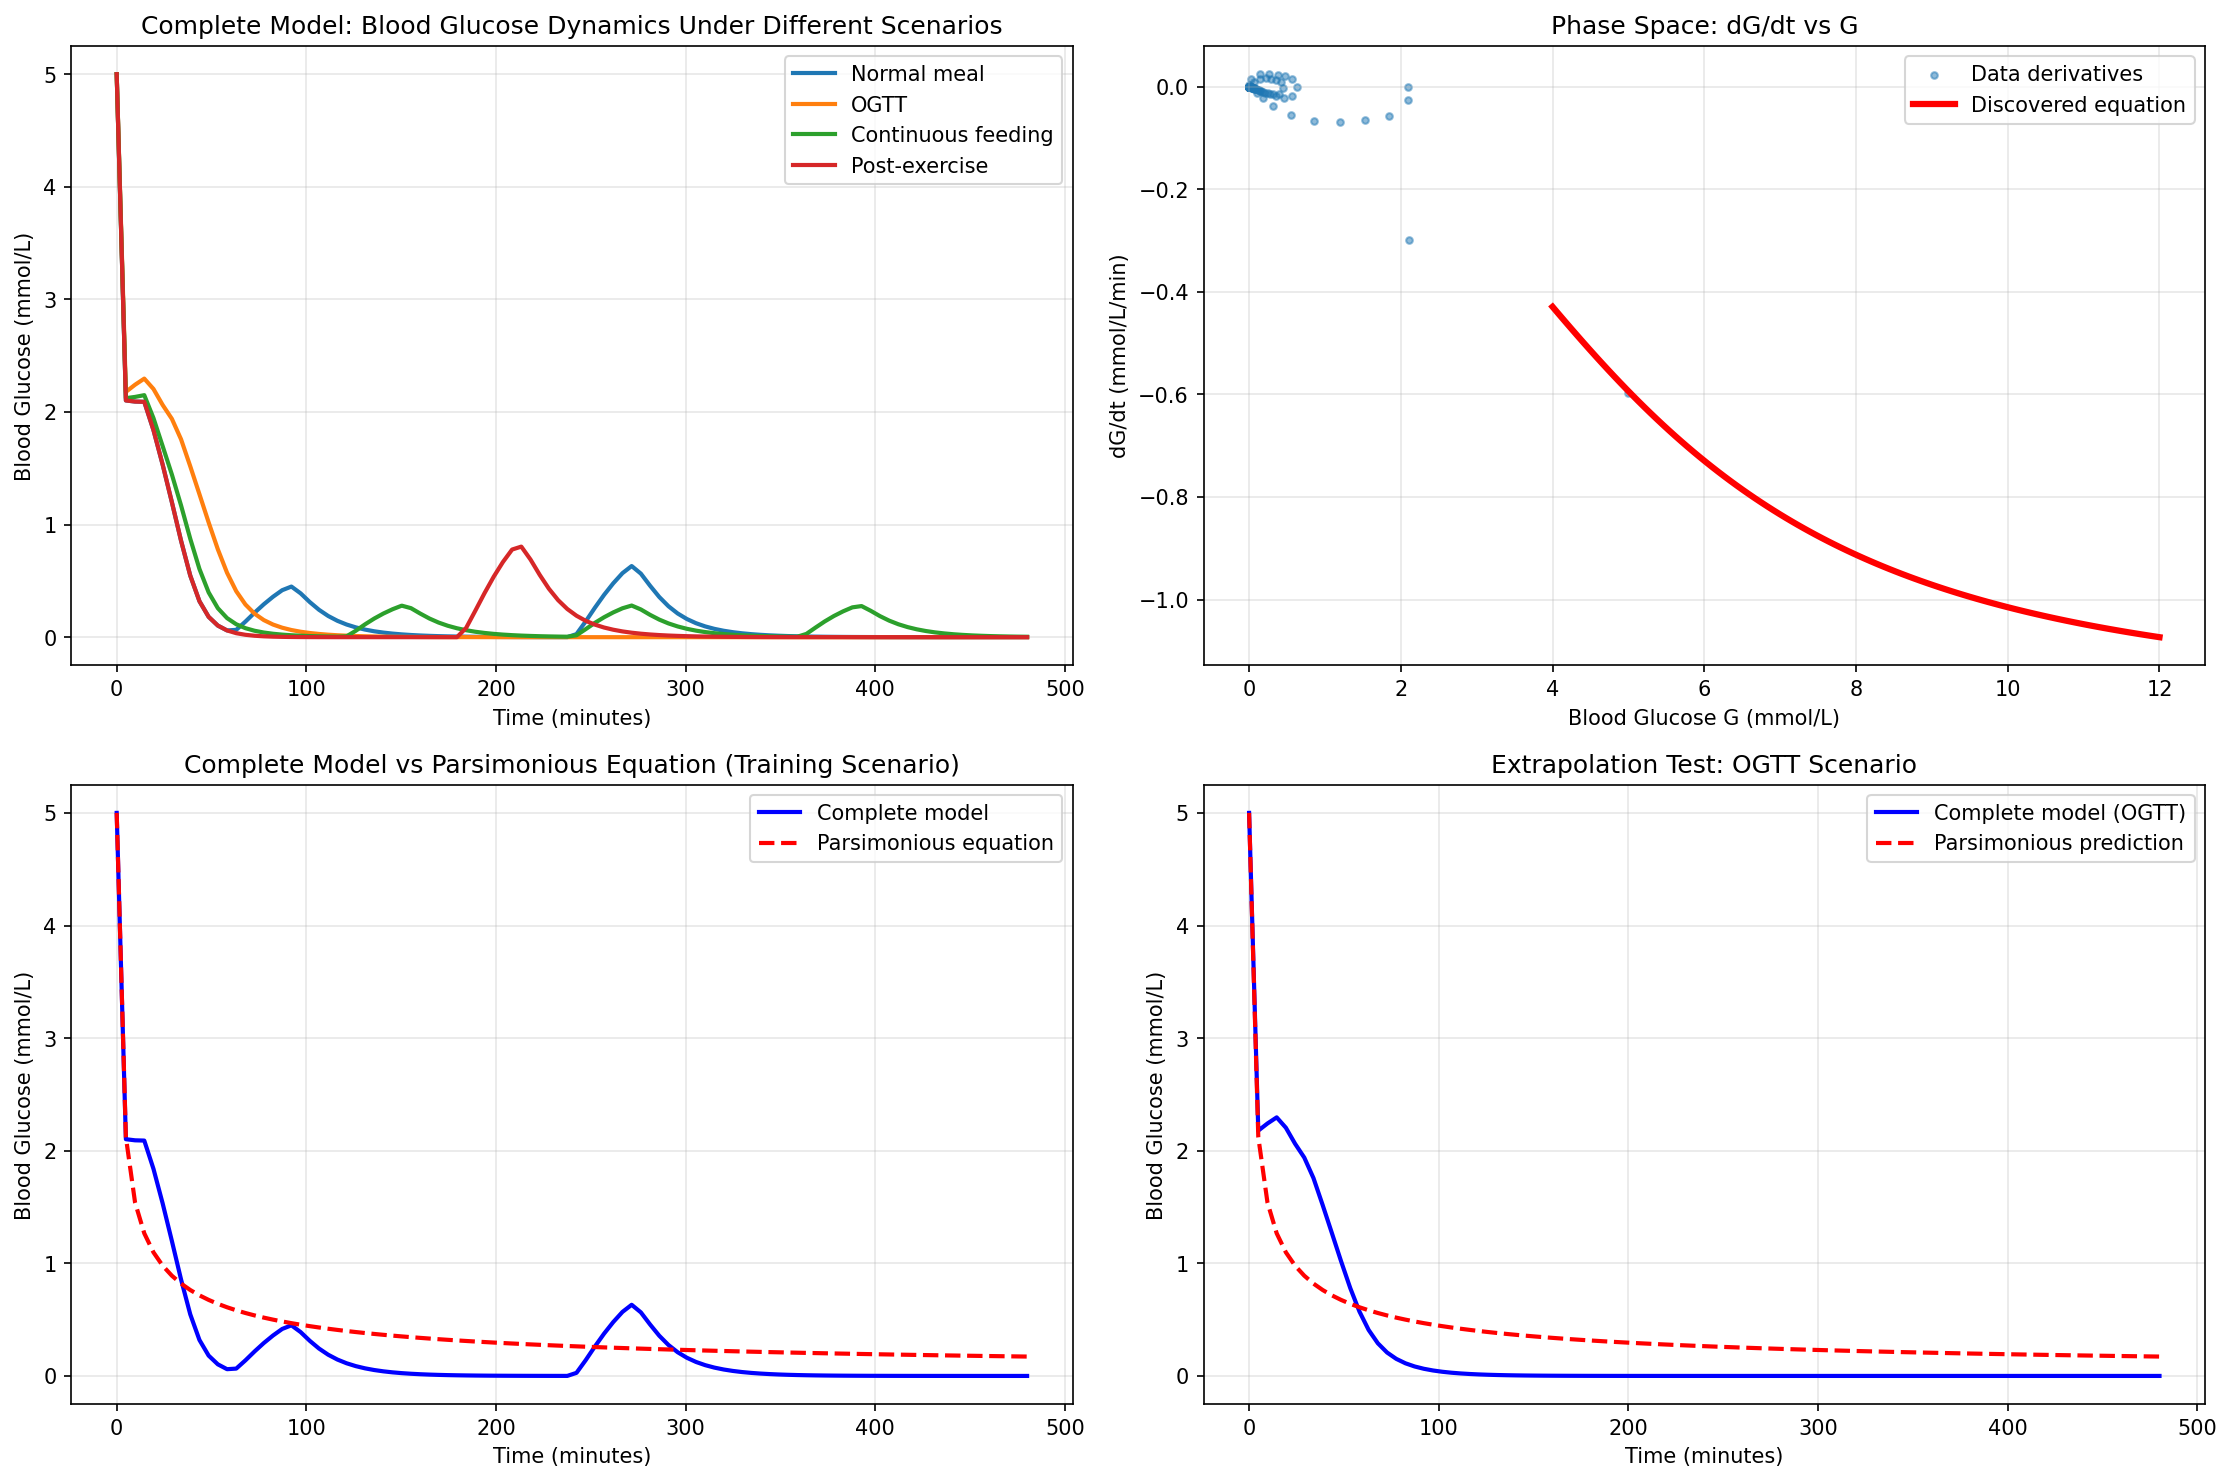 Complete Model: Blood Glucose Dynamics Under Different Scenarios
Normal meal
OGTT
Continuous feeding
Post-exercise
5
4
3
2
1
0
Blood Glucose (mmol/L)
0
100
200
300
400
500
Time (minutes)
Phase Space: dG/dt vs G
Data derivatives
Discovered equation
0.0
−0.2
−0.4
−0.6
−0.8
−1.0
dG/dt (mmol/L/min)
0
2
4
6
8
10
12
Blood Glucose G (mmol/L)
Complete Model vs Parsimonious Equation (Training Scenario)
Complete model
Parsimonious equation
5
4
3
2
1
0
Blood Glucose (mmol/L)
0
100
200
300
400
500
Time (minutes)
Extrapolation Test: OGTT Scenario
Complete model (OGTT)
Parsimonious prediction
5
4
3
2
1
0
Blood Glucose (mmol/L)
0
100
200
300
400
500
Time (minutes)